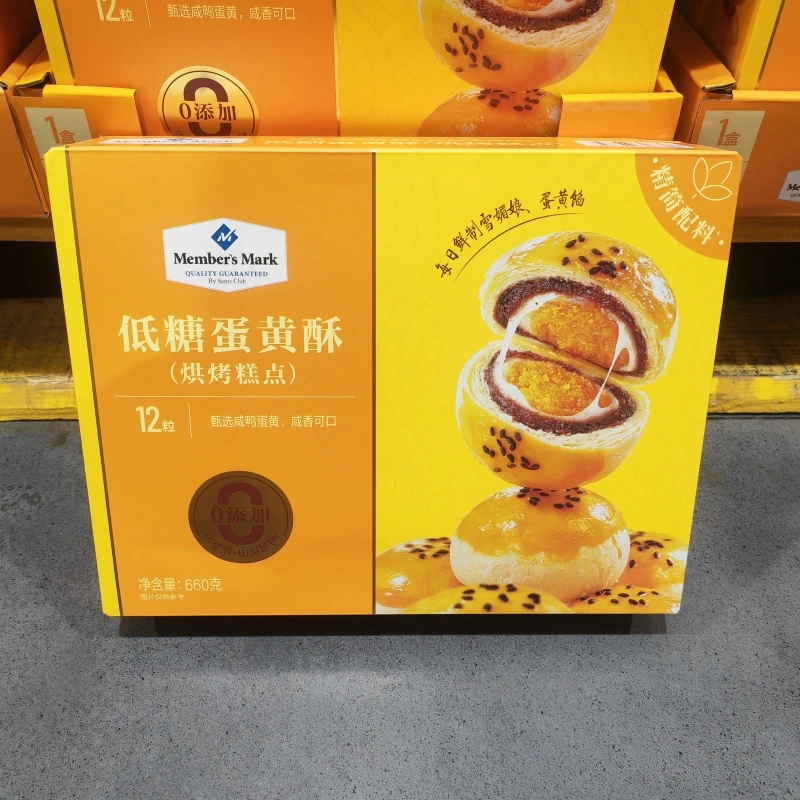 12粒
甄选咸鸭蛋黄，咸香可口
0添加
1盒
1盒
Member's Mark
QUALITY GUARANTEED
By Sam's Club
低糖蛋黄酥
（烘烤糕点）
12粒
甄选咸鸭蛋黄，咸香可口
0添加
净含量：660克
图片仅供参考
每日鲜制雪媚娘、蛋黄馅
精简配料